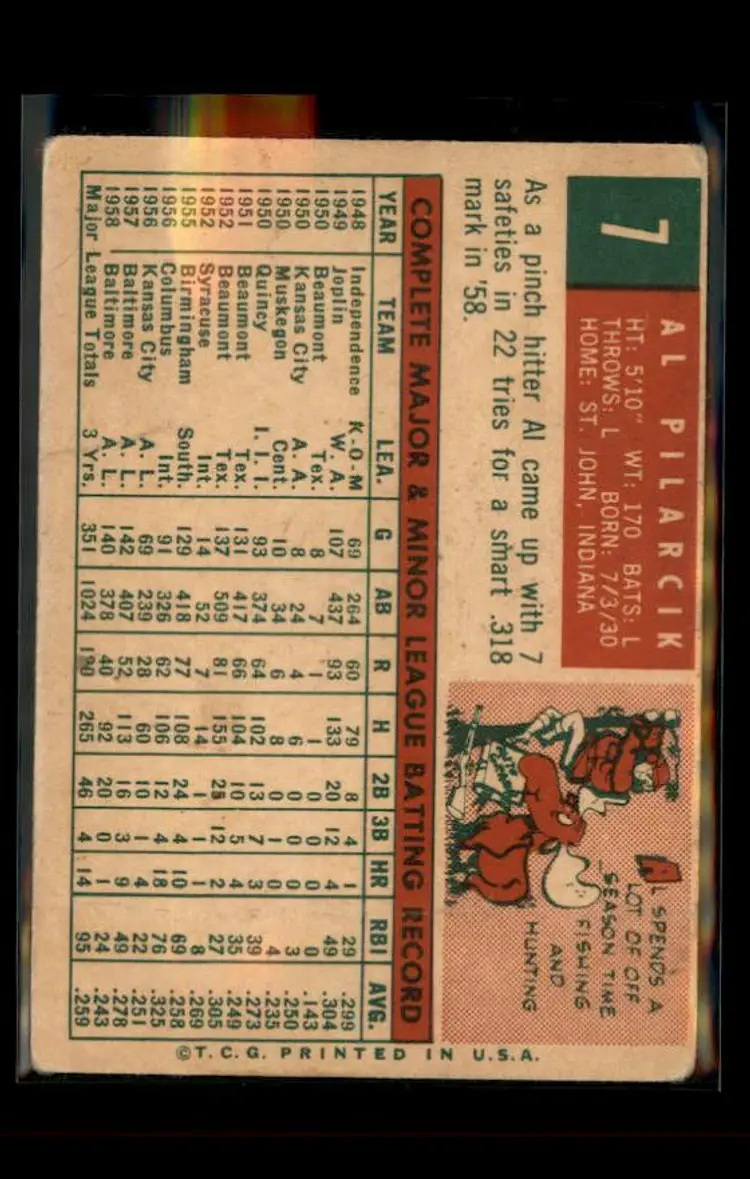 7
AL PILARCIK
HT: 5'10" WT: 170 BATS: L
THROWS: L BORN: 7/3/30
HOME: ST. JOHN, INDIANA
As a pinch hitter Al came up with 7
safeties in 22 tries for a smart .318
mark in '58.
AL SPENDS A
LOT OF OFF
SEASON TIME
FISHING
AND
HUNTING
COMPLETE MAJOR & MINOR LEAGUE BATTING RECORD
YEAR TEAM LEA. G AB R H 2B 3B HR RBI AVG.
1948 Independence K-O-M 69 264 60 79 8 4 1 29 .299
1949 Joplin W. A. 107 437 93 133 20 12 4 49 .304
1950 Beaumont Tex. 8 7 1 1 0 0 0 0 .143
1950 Kansas City A. A. 8 24 4 6 0 0 0 3 .250
1950 Muskegon Cent. 10 34 6 8 0 1 0 4 .235
1950 Quincy I. I. I. 93 374 64 102 13 7 3 39 .273
1951 Beaumont Tex. 131 417 66 104 10 5 4 35 .249
1952 Beaumont Tex. 137 509 81 155 25 12 2 27 .305
1952 Syracuse Int. 14 52 7 14 1 1 1 8 .269
1955 Birmingham South. 129 418 77 108 24 4 10 69 .258
1956 Columbus Int. 91 326 62 106 12 4 18 76 .325
1956 Kansas City A. L. 69 239 28 60 10 1 4 22 .251
1957 Baltimore A. L. 142 407 52 113 16 3 9 49 .278
1958 Baltimore A. L. 140 378 40 92 20 0 1 24 .243
Major League Totals 3 Yrs. 351 1024 120 265 46 4 14 95 .259
©T.C.G. PRINTED IN U.S.A.